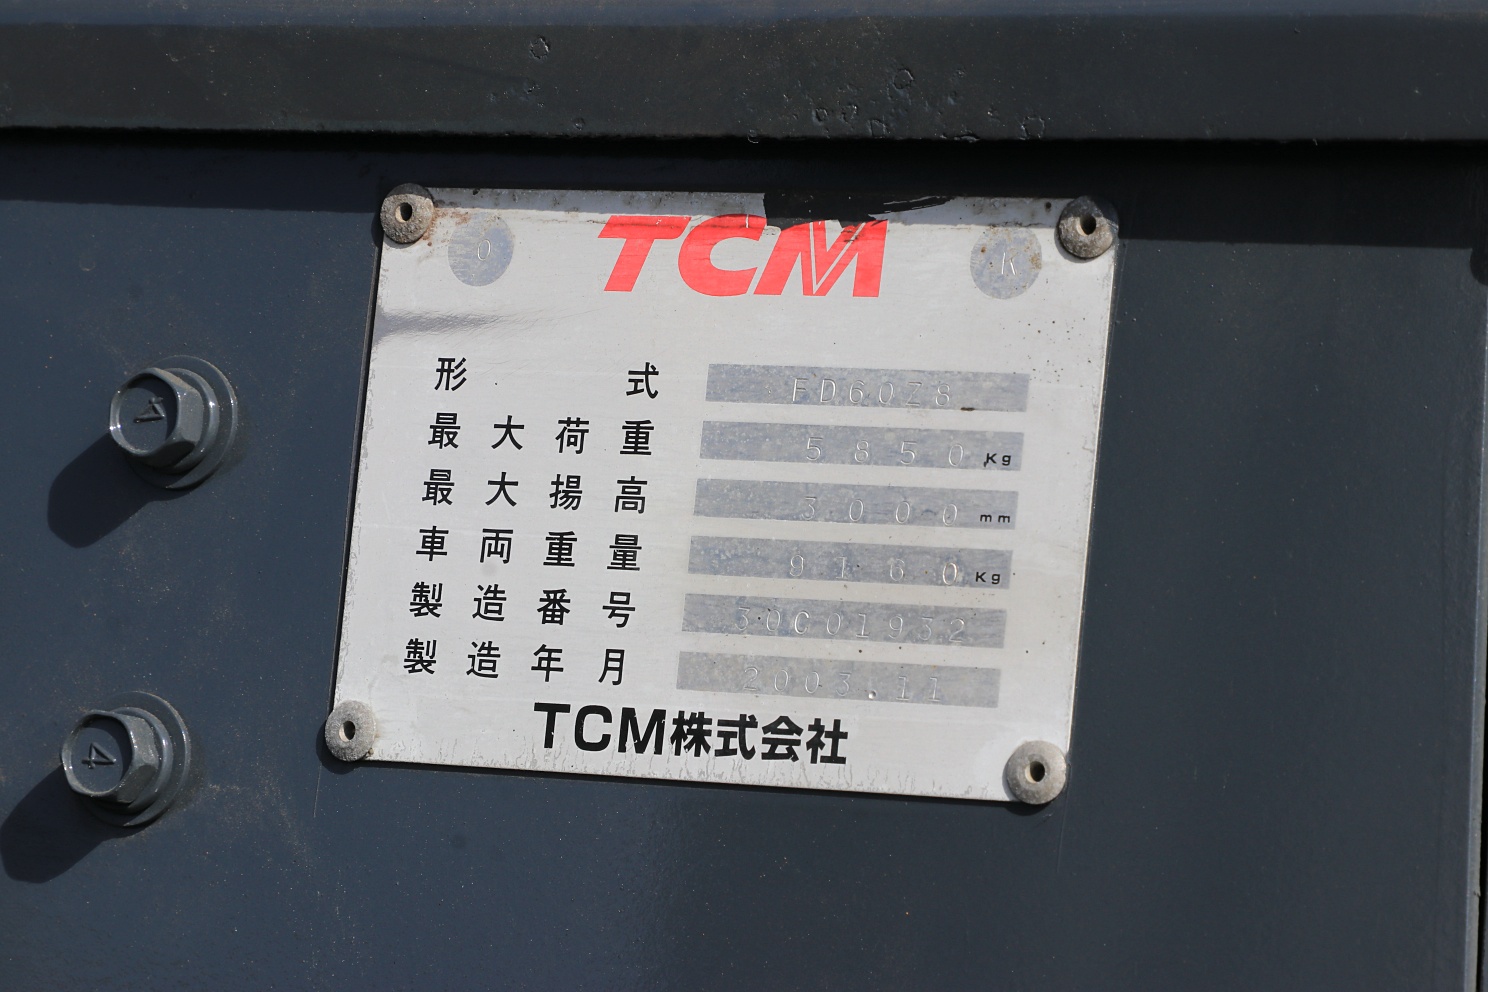 O TCM K
形式 FD60Z8
最大荷重 5850 Kg
最大揚高 3000 mm
車両重量 9160 Kg
製造番号 30C01932
製造年月 2003.11
TCM株式会社
4
4